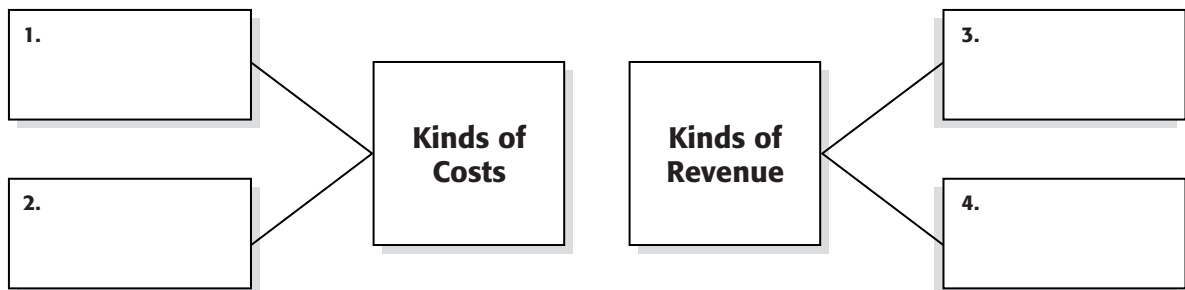 1.
2.
Kinds of
Costs
Kinds of
Revenue
3.
4.